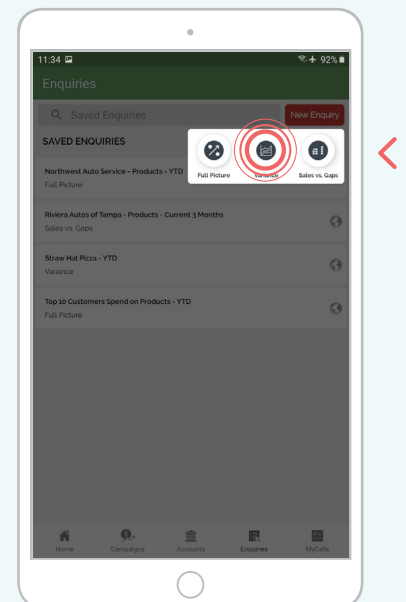 11:34 92%
Enquiries
Saved Enquiries New Enquiry
SAVED ENQUIRIES
Full Picture Variance Sales vs. Gaps
Northwest Auto Service - Products - YTD
Full Picture
Riviera Autos of Tampa - Products - Current 3 Months
Sales vs. Gaps
Straw Hat Pizza - YTD
Variance
Top 10 Customers Spend on Products - YTD
Full Picture
Home Campaigns Accounts Enquiries MyCalls